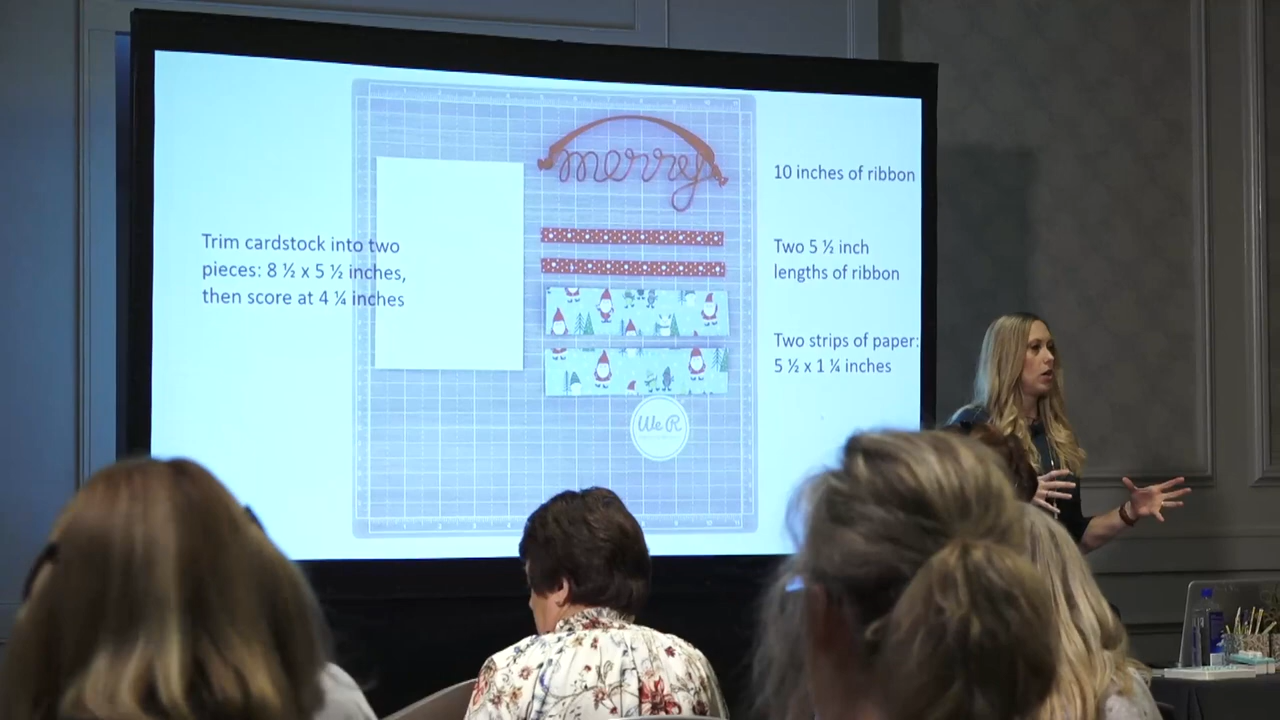 Trim cardstock into two
pieces: 8 ½ x 5 ½ inches,
then score at 4 ¼ inches
merry
10 inches of ribbon
Two 5 ½ inch
lengths of ribbon
Two strips of paper:
5 ½ x 1 ¼ inches
We R